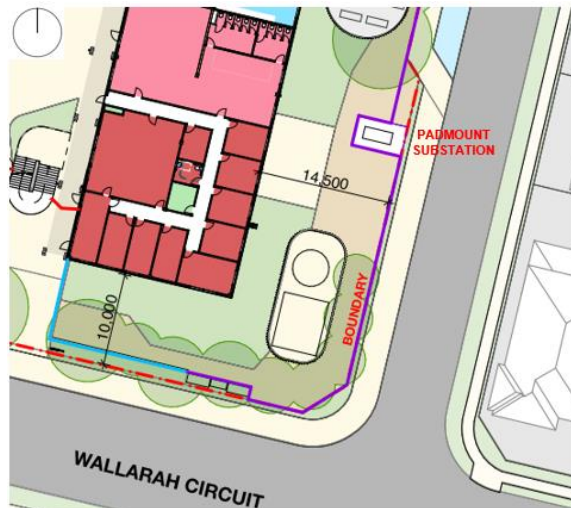 PADMOUNT
SUBSTATION
14,500
BOUNDARY
10,000
WALLARAH CIRCUIT